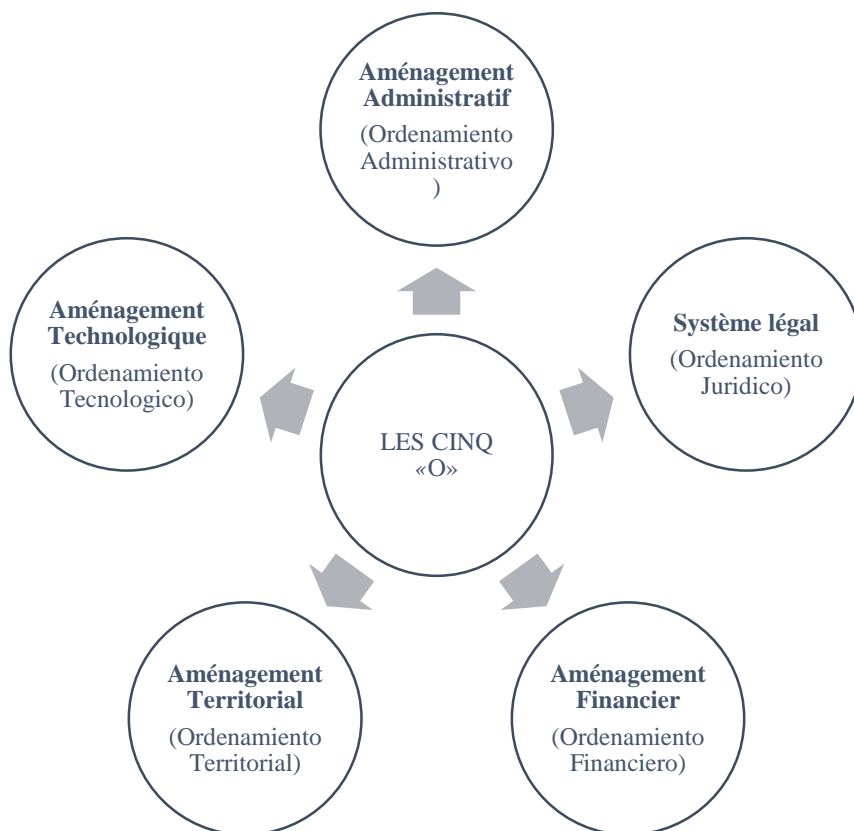 Aménagement
Administratif
(Ordenamiento
Administrativo
)
Aménagement
Technologique
(Ordenamiento
Tecnologico)
Système légal
(Ordenamiento
Juridico)
LES CINQ
«O»
Aménagement
Territorial
(Ordenamiento
Territorial)
Aménagement
Financier
(Ordenamiento
Financiero)